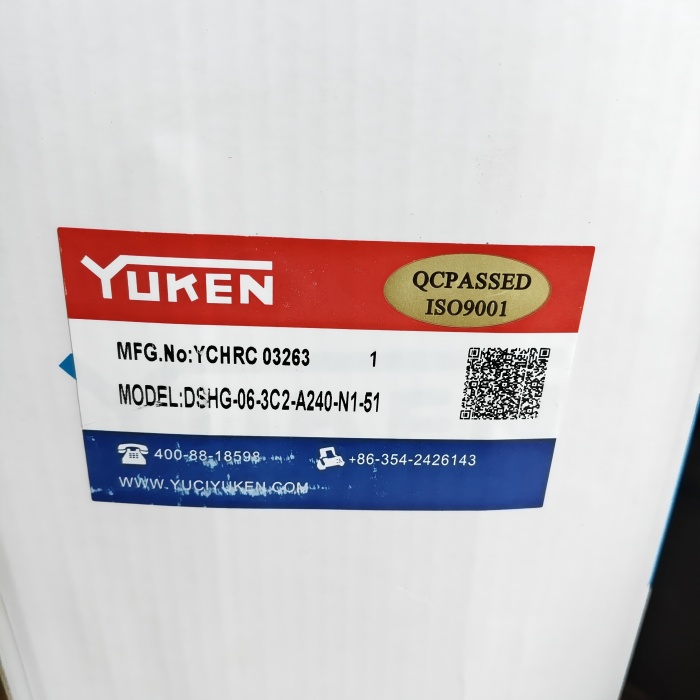 YUKEN
QCPASSED
ISO9001
MFG.No:YCHRC 03263 1
MODEL:DSHG-06-3C2-A240-N1-51
400-88-18598
+86-354-2426143
WWW.YUCIYUKEN.COM